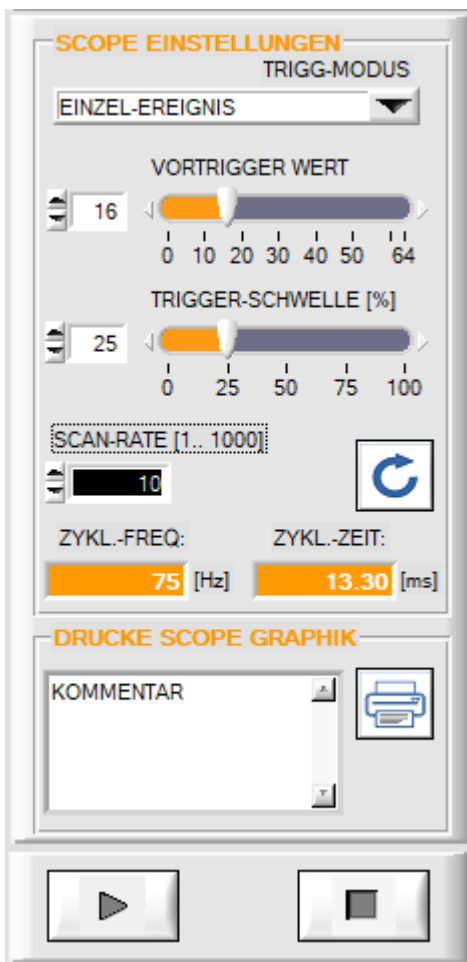 SCOPE EINSTELLUNGEN
TRIGG-MODUS
EINZEL-EREIGNIS
VORTRIGGER WERT
16
0 10 20 30 40 50 64
TRIGGER-SCHWELLE [%]
25
0 25 50 75 100
SCAN-RATE [1.. 1000]
10
ZYKL.-FREQ: ZYKL.-ZEIT:
75 [Hz] 13.30 [ms]
DRUCKE SCOPE GRAPHIK
KOMMENTAR